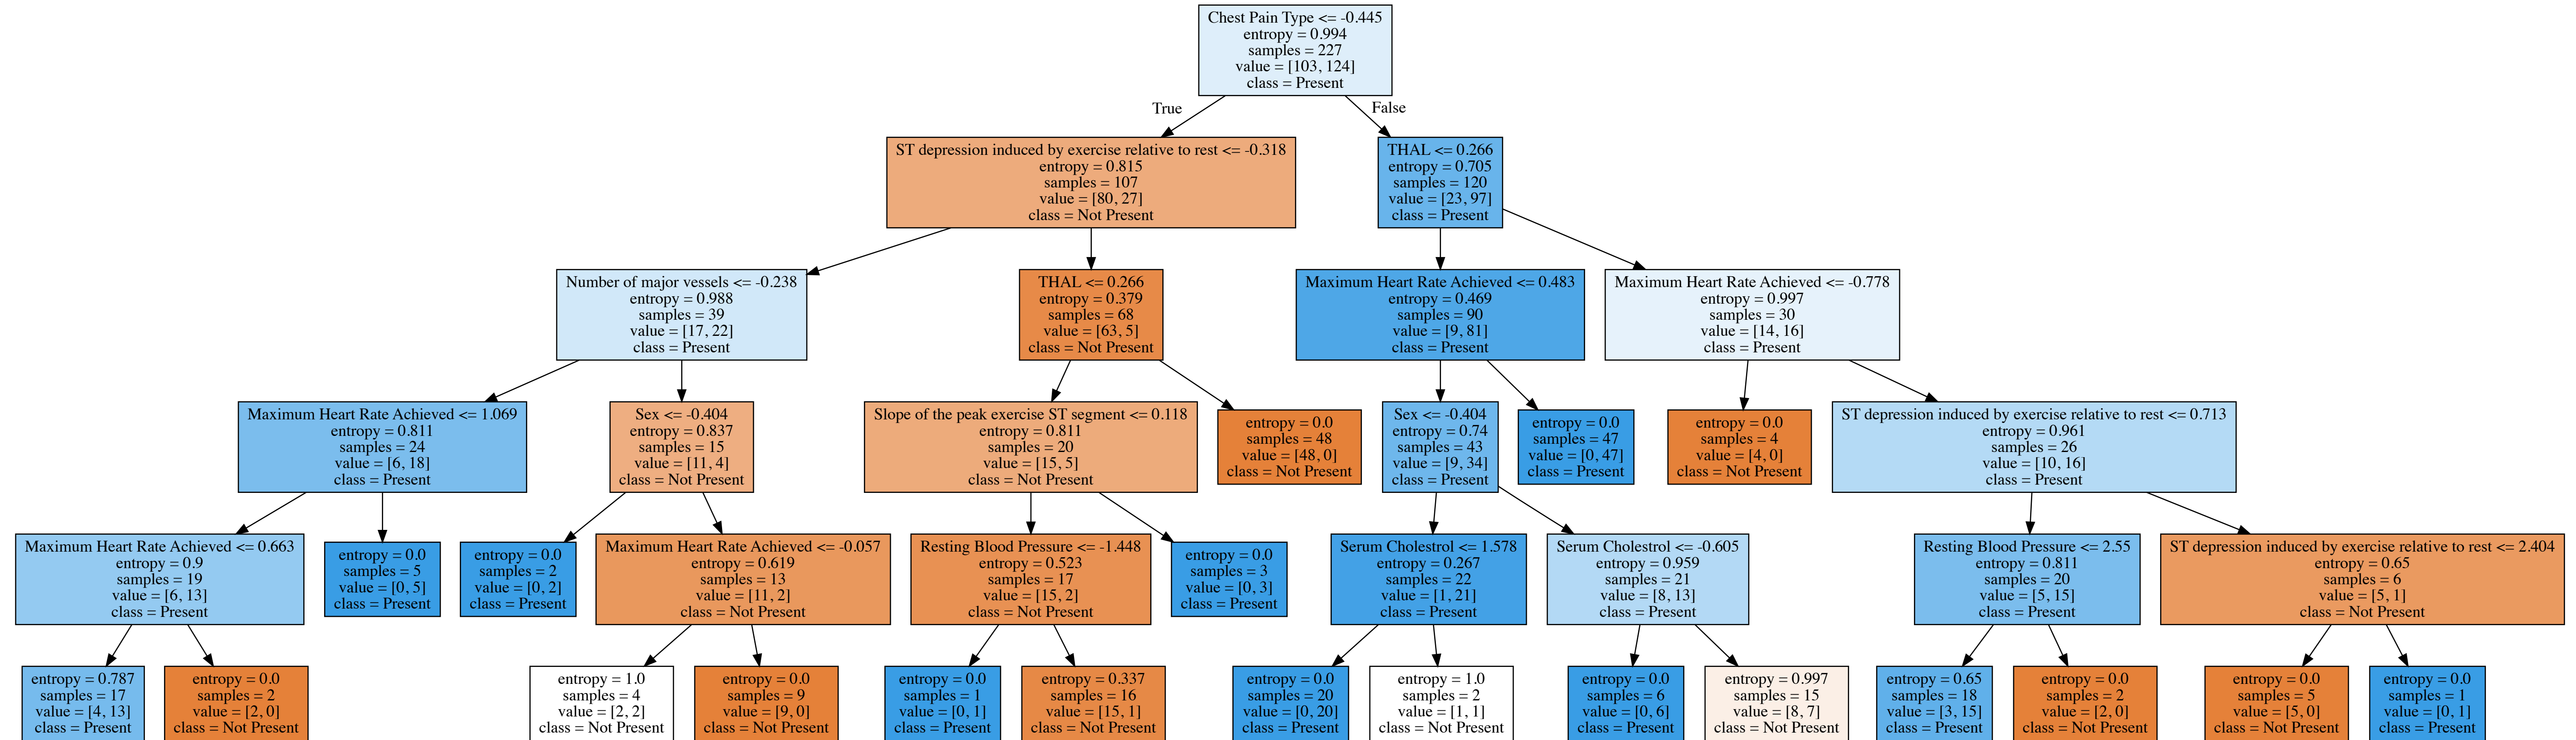 Chest Pain Type <= -0.445
entropy = 0.994
samples = 227
value = [103, 124]
class = Present
True
False
ST depression induced by exercise relative to rest <= -0.318
entropy = 0.815
samples = 107
value = [80, 27]
class = Not Present
THAL <= 0.266
entropy = 0.705
samples = 120
value = [23, 97]
class = Present
Number of major vessels <= -0.238
entropy = 0.988
samples = 39
value = [17, 22]
class = Present
THAL <= 0.266
entropy = 0.379
samples = 68
value = [63, 5]
class = Not Present
Maximum Heart Rate Achieved <= 0.483
entropy = 0.469
samples = 90
value = [9, 81]
class = Present
Maximum Heart Rate Achieved <= -0.778
entropy = 0.997
samples = 30
value = [14, 16]
class = Present
Maximum Heart Rate Achieved <= 1.069
entropy = 0.811
samples = 24
value = [6, 18]
class = Present
Sex <= -0.404
entropy = 0.837
samples = 15
value = [11, 4]
class = Not Present
Slope of the peak exercise ST segment <= 0.118
entropy = 0.811
samples = 20
value = [15, 5]
class = Not Present
entropy = 0.0
samples = 48
value = [48, 0]
class = Not Present
Sex <= -0.404
entropy = 0.74
samples = 43
value = [9, 34]
class = Present
entropy = 0.0
samples = 47
value = [0, 47]
class = Present
entropy = 0.0
samples = 4
value = [4, 0]
class = Not Present
ST depression induced by exercise relative to rest <= 0.713
entropy = 0.961
samples = 26
value = [10, 16]
class = Present
Maximum Heart Rate Achieved <= 0.663
entropy = 0.9
samples = 19
value = [6, 13]
class = Present
entropy = 0.0
samples = 5
value = [0, 5]
class = Present
entropy = 0.0
samples = 2
value = [0, 2]
class = Present
Maximum Heart Rate Achieved <= -0.057
entropy = 0.619
samples = 13
value = [11, 2]
class = Not Present
Resting Blood Pressure <= -1.448
entropy = 0.523
samples = 17
value = [15, 2]
class = Not Present
entropy = 0.0
samples = 3
value = [0, 3]
class = Present
Serum Cholestrol <= 1.578
entropy = 0.267
samples = 22
value = [1, 21]
class = Present
Serum Cholestrol <= -0.605
entropy = 0.959
samples = 21
value = [8, 13]
class = Present
Resting Blood Pressure <= 2.55
entropy = 0.811
samples = 20
value = [5, 15]
class = Present
ST depression induced by exercise relative to rest <= 2.404
entropy = 0.65
samples = 6
value = [5, 1]
class = Not Present
entropy = 0.787
samples = 17
value = [4, 13]
class = Present
entropy = 0.0
samples = 2
value = [2, 0]
class = Not Present
entropy = 1.0
samples = 4
value = [2, 2]
class = Not Present
entropy = 0.0
samples = 9
value = [9, 0]
class = Not Present
entropy = 0.0
samples = 1
value = [0, 1]
class = Present
entropy = 0.337
samples = 16
value = [15, 1]
class = Not Present
entropy = 0.0
samples = 20
value = [0, 20]
class = Present
entropy = 1.0
samples = 2
value = [1, 1]
class = Not Present
entropy = 0.0
samples = 6
value = [0, 6]
class = Present
entropy = 0.997
samples = 15
value = [8, 7]
class = Not Present
entropy = 0.65
samples = 18
value = [3, 15]
class = Present
entropy = 0.0
samples = 2
value = [2, 0]
class = Not Present
entropy = 0.0
samples = 5
value = [5, 0]
class = Not Present
entropy = 0.0
samples = 1
value = [0, 1]
class = Present